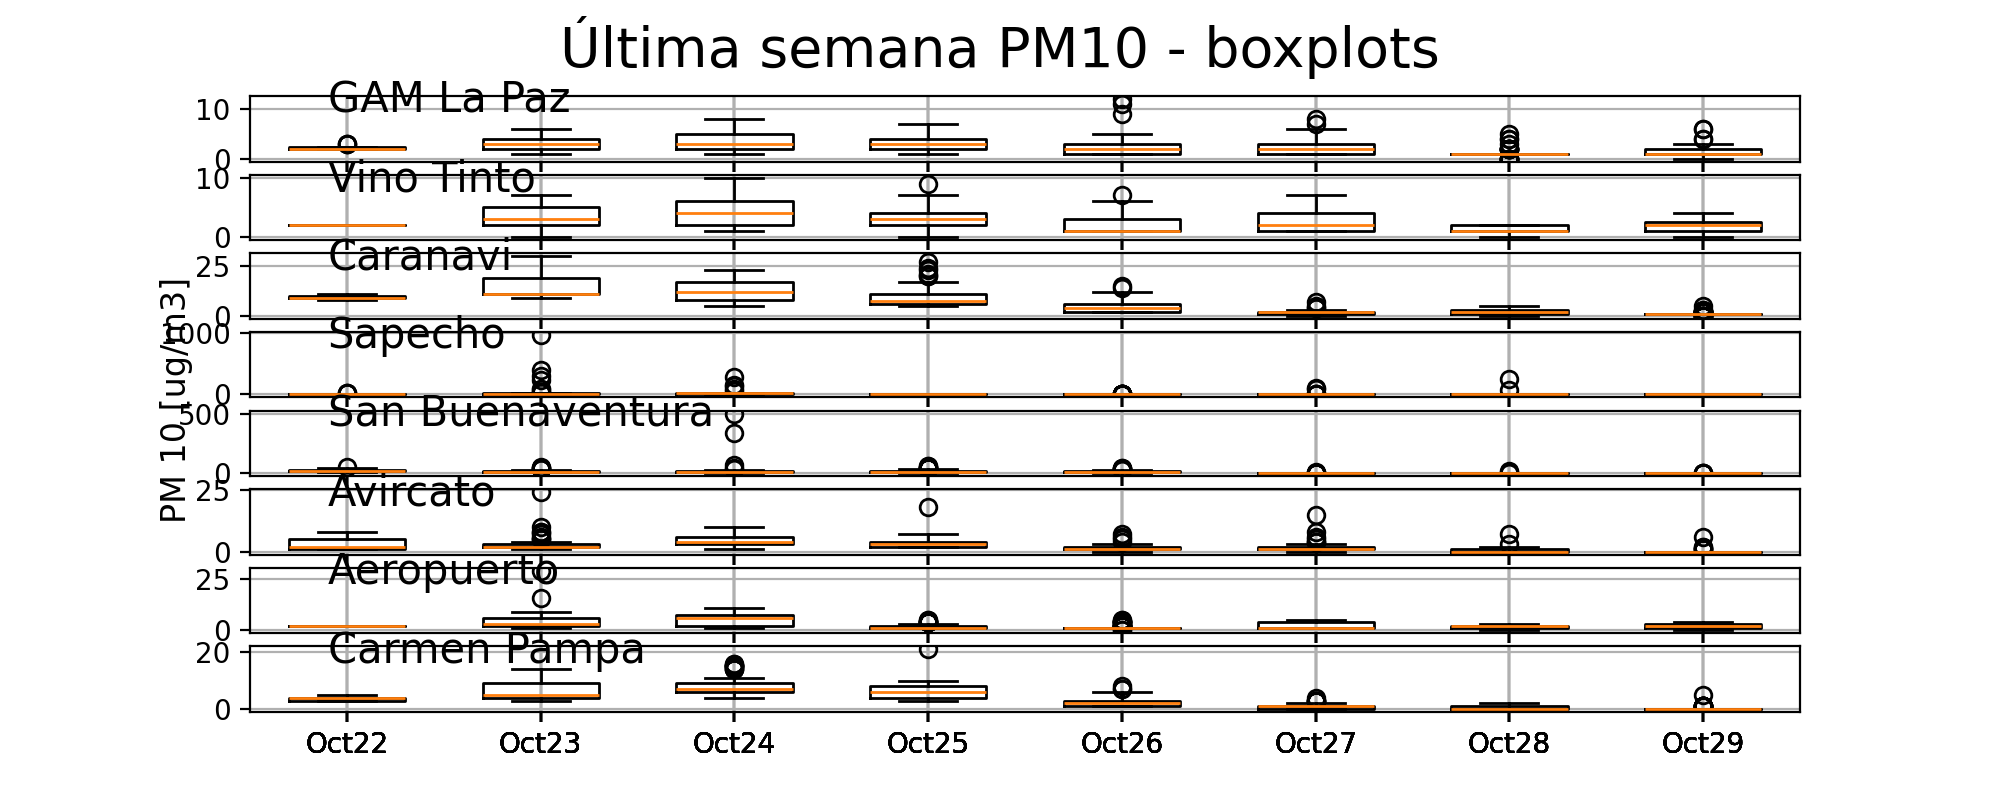 Última semana PM10 - boxplots
GAM La Paz
10
0
Vino Tinto
10
0
Caranavi
25
0
PM 10 [ug/m3]
Sapecho
1000
0
San Buenaventura
500
0
Avircato
25
0
Aeropuerto
25
0
Carmen Pampa
20
0
Oct22 Oct23 Oct24 Oct25 Oct26 Oct27 Oct28 Oct29